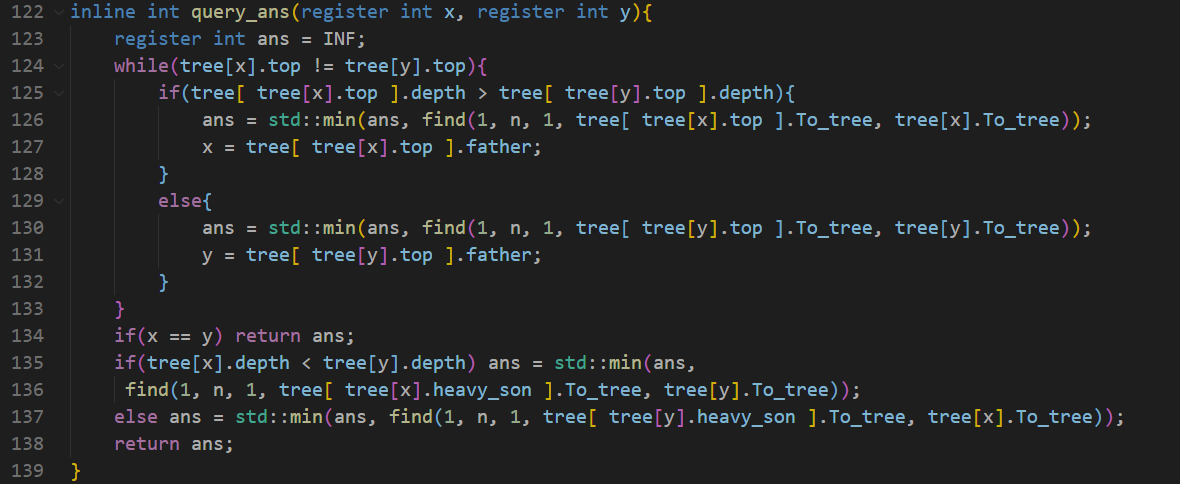 122 inline int query_ans(register int x, register int y){
123     register int ans = INF;
124     while(tree[x].top != tree[y].top){
125         if(tree[ tree[x].top ].depth > tree[ tree[y].top ].depth){
126             ans = std::min(ans, find(1, n, 1, tree[ tree[x].top ].To_tree, tree[x].To_tree));
127             x = tree[ tree[x].top ].father;
128         }
129         else{
130             ans = std::min(ans, find(1, n, 1, tree[ tree[y].top ].To_tree, tree[y].To_tree));
131             y = tree[ tree[y].top ].father;
132         }
133     }
134     if(x == y) return ans;
135     if(tree[x].depth < tree[y].depth) ans = std::min(ans,
136      find(1, n, 1, tree[ tree[x].heavy_son ].To_tree, tree[y].To_tree));
137     else ans = std::min(ans, find(1, n, 1, tree[ tree[y].heavy_son ].To_tree, tree[x].To_tree));
138     return ans;
139 }